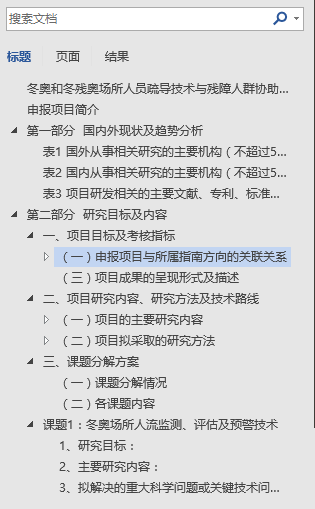 搜索文档
标题 页面 结果
冬奥和冬残奥场所人员疏导技术与残障人群协助...
申报项目简介
第一部分 国内外现状及趋势分析
表1 国外从事相关研究的主要机构（不超过5...
表2 国内从事相关研究的主要机构（不超过5...
表3 项目研发相关的主要文献、专利、标准...
第二部分 研究目标及内容
一、项目目标及考核指标
（一）申报项目与所属指南方向的关联关系
（三）项目成果的呈现形式及描述
二、项目研究内容、研究方法及技术路线
（一）项目的主要研究内容
（二）项目拟采取的研究方法
三、课题分解方案
（一）课题分解情况
（二）各课题内容
课题1：冬奥场所人流监测、评估及预警技术
1、研究目标：
2、主要研究内容：
3、拟解决的重大科学问题或关键技术问...